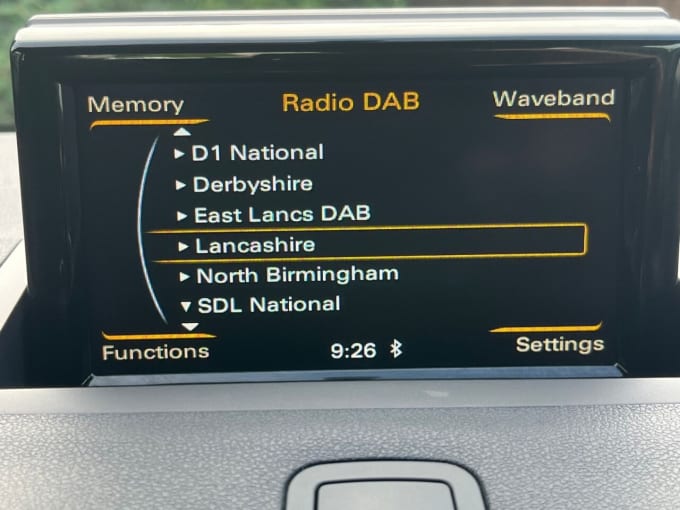 Memory Radio DAB Waveband
D1 National
Derbyshire
East Lancs DAB
Lancashire
North Birmingham
SDL National
Functions 9:26 Settings